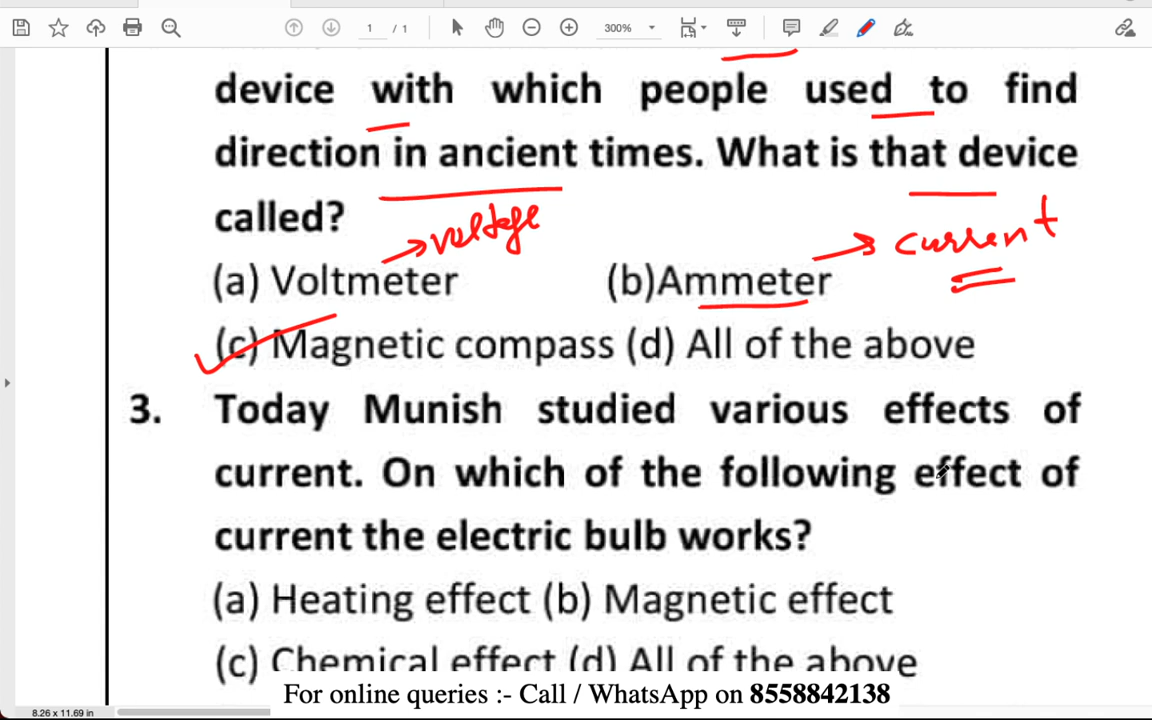 1 / 1
300%
device with which people used to find
direction in ancient times. What is that device
called?
→ voltage
→ current
(a) Voltmeter (b)Ammeter
(c) Magnetic compass (d) All of the above
3. Today Munish studied various effects of
current. On which of the following effect of
current the electric bulb works?
(a) Heating effect (b) Magnetic effect
(c) Chemical effect (d) All of the above
For online queries :- Call / WhatsApp on 8558842138
8.26 x 11.69 in